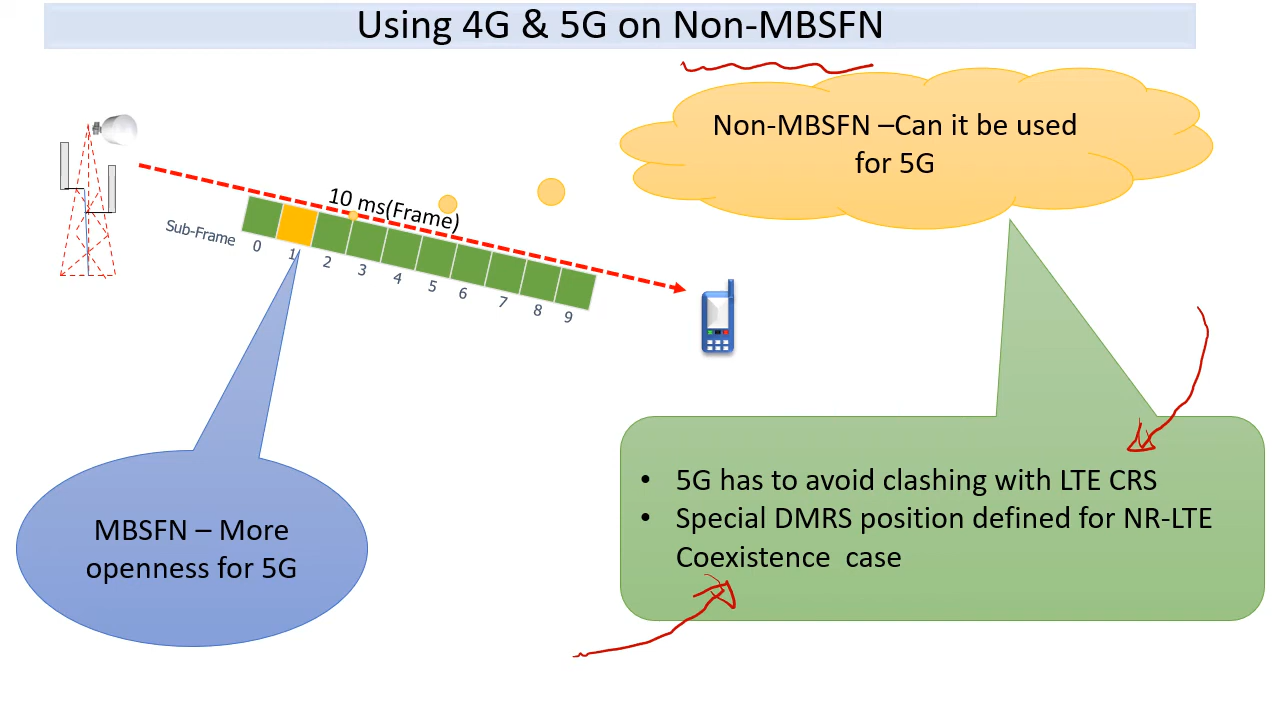 Using 4G & 5G on Non-MBSFN
Non-MBSFN –Can it be used
for 5G
10 ms(Frame)
Sub-Frame
0 1 2 3 4 5 6 7 8 9
MBSFN – More
openness for 5G
• 5G has to avoid clashing with LTE CRS
• Special DMRS position defined for NR-LTE
Coexistence case